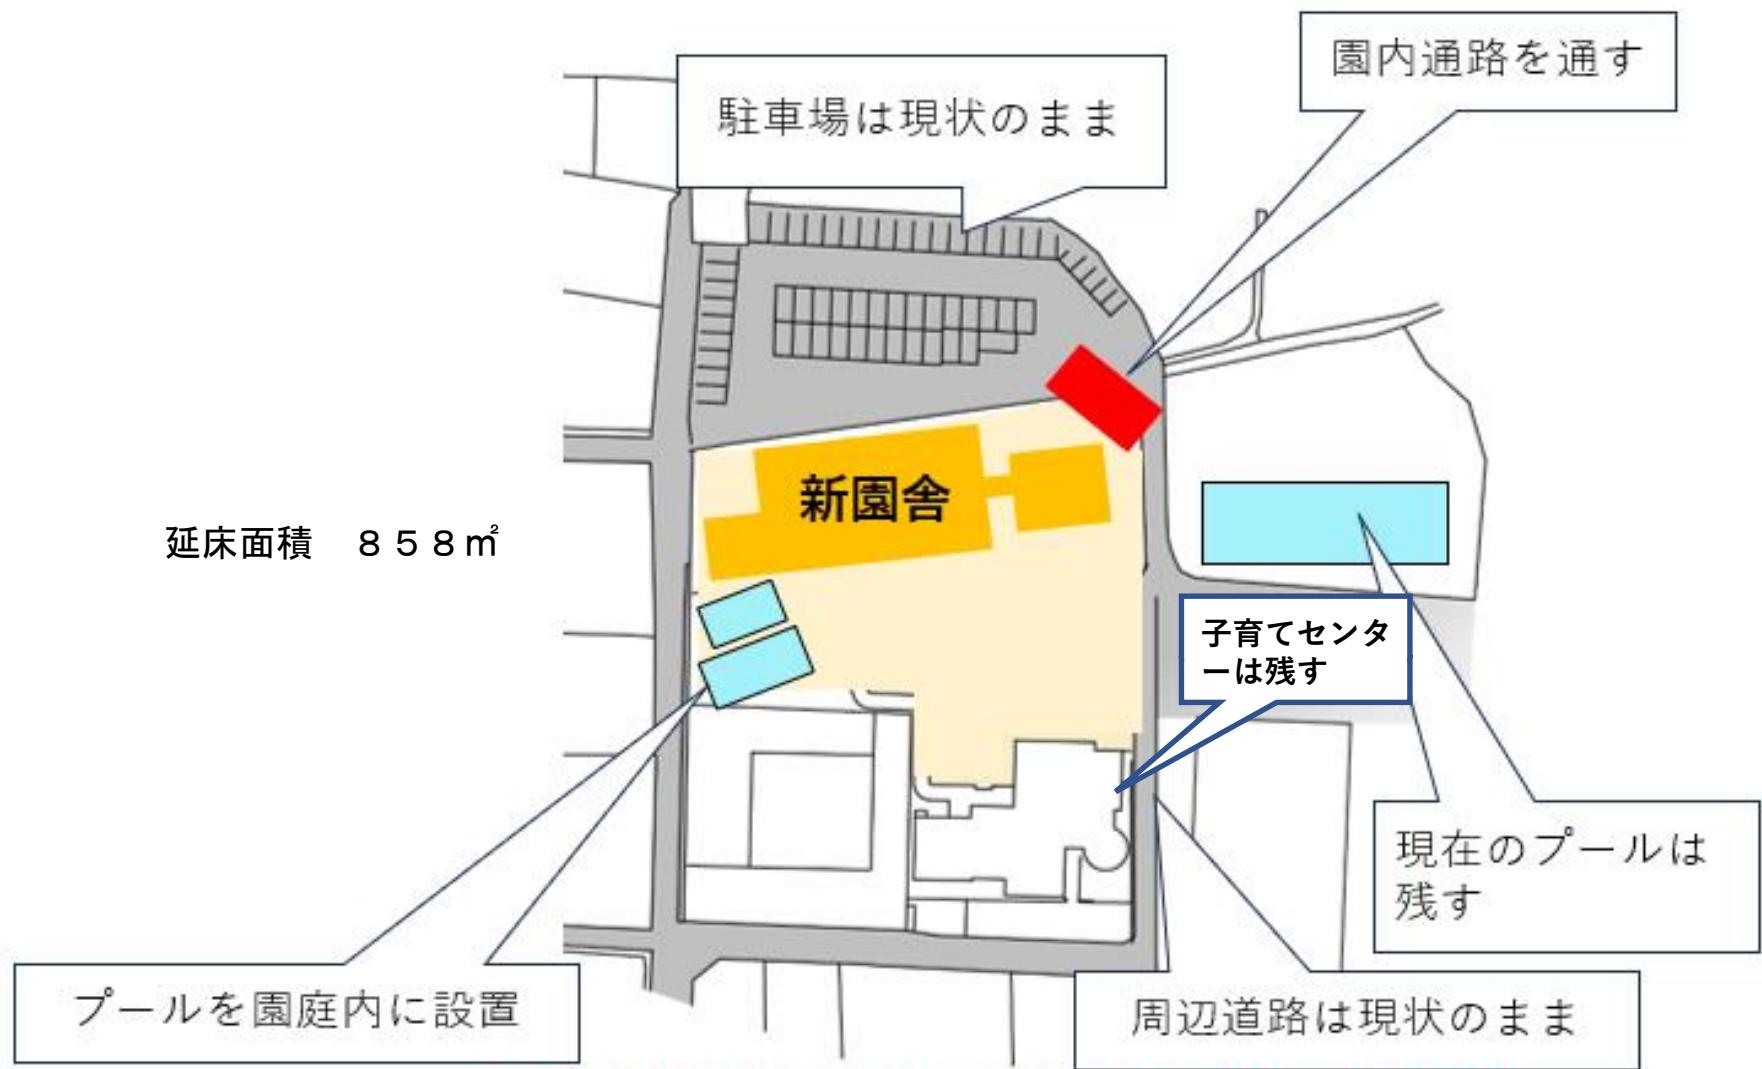 園内通路を通す
駐車場は現状のまま
新園舎
延床面積　８５８㎡
子育てセンタ
ーは残す
現在のプールは
残す
プールを園庭内に設置
周辺道路は現状のまま